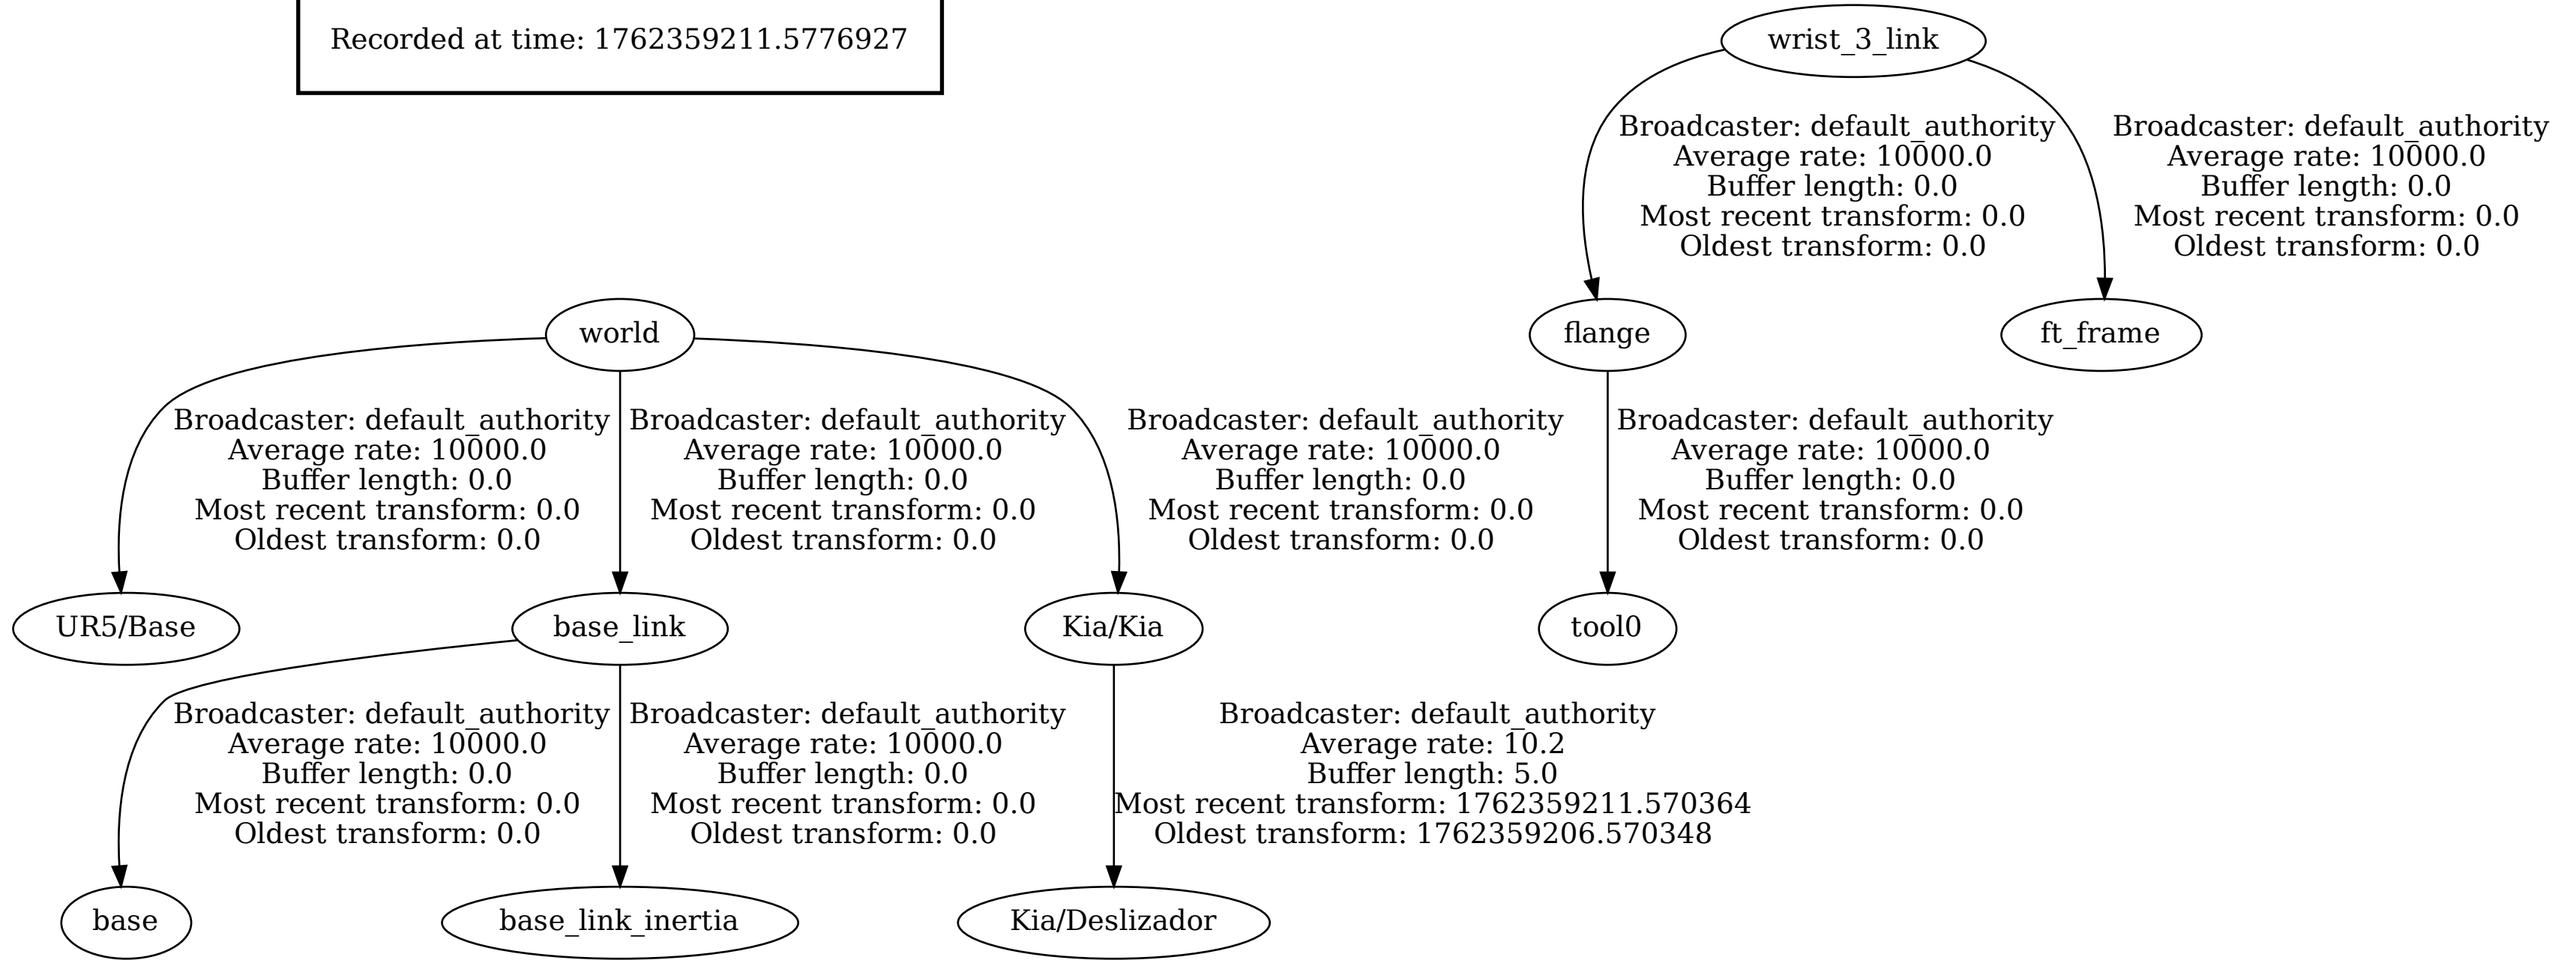 Recorded at time: 1762359211.5776927
wrist_3_link
Broadcaster: default_authority
Average rate: 10000.0
Buffer length: 0.0
Most recent transform: 0.0
Oldest transform: 0.0
Broadcaster: default_authority
Average rate: 10000.0
Buffer length: 0.0
Most recent transform: 0.0
Oldest transform: 0.0
world
flange
ft_frame
Broadcaster: default_authority
Average rate: 10000.0
Buffer length: 0.0
Most recent transform: 0.0
Oldest transform: 0.0
Broadcaster: default_authority
Average rate: 10000.0
Buffer length: 0.0
Most recent transform: 0.0
Oldest transform: 0.0
Broadcaster: default_authority
Average rate: 10000.0
Buffer length: 0.0
Most recent transform: 0.0
Oldest transform: 0.0
Broadcaster: default_authority
Average rate: 10000.0
Buffer length: 0.0
Most recent transform: 0.0
Oldest transform: 0.0
UR5/Base
base_link
Kia/Kia
tool0
Broadcaster: default_authority
Average rate: 10000.0
Buffer length: 0.0
Most recent transform: 0.0
Oldest transform: 0.0
Broadcaster: default_authority
Average rate: 10000.0
Buffer length: 0.0
Most recent transform: 0.0
Oldest transform: 0.0
Broadcaster: default_authority
Average rate: 10.2
Buffer length: 5.0
Most recent transform: 1762359211.570364
Oldest transform: 1762359206.570348
base
base_link_inertia
Kia/Deslizador